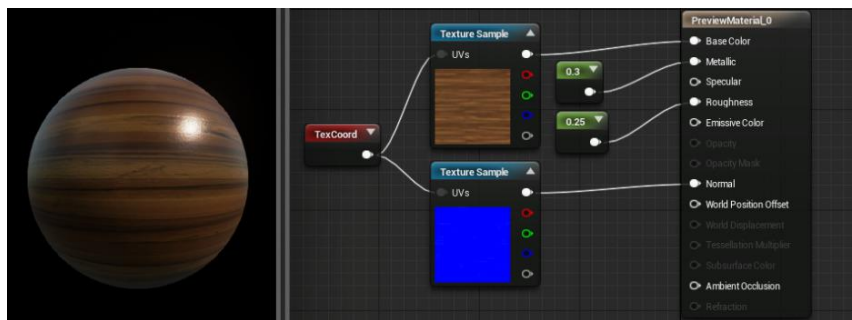 TexCoord
Texture Sample
UVs
Texture Sample
UVs
0.3
0.25
PreviewMaterial_0
Base Color
Metallic
Specular
Roughness
Emissive Color
Opacity
Opacity Mask
Normal
World Position Offset
World Displacement
Tessellation Multiplier
Subsurface Color
Ambient Occlusion
Refraction